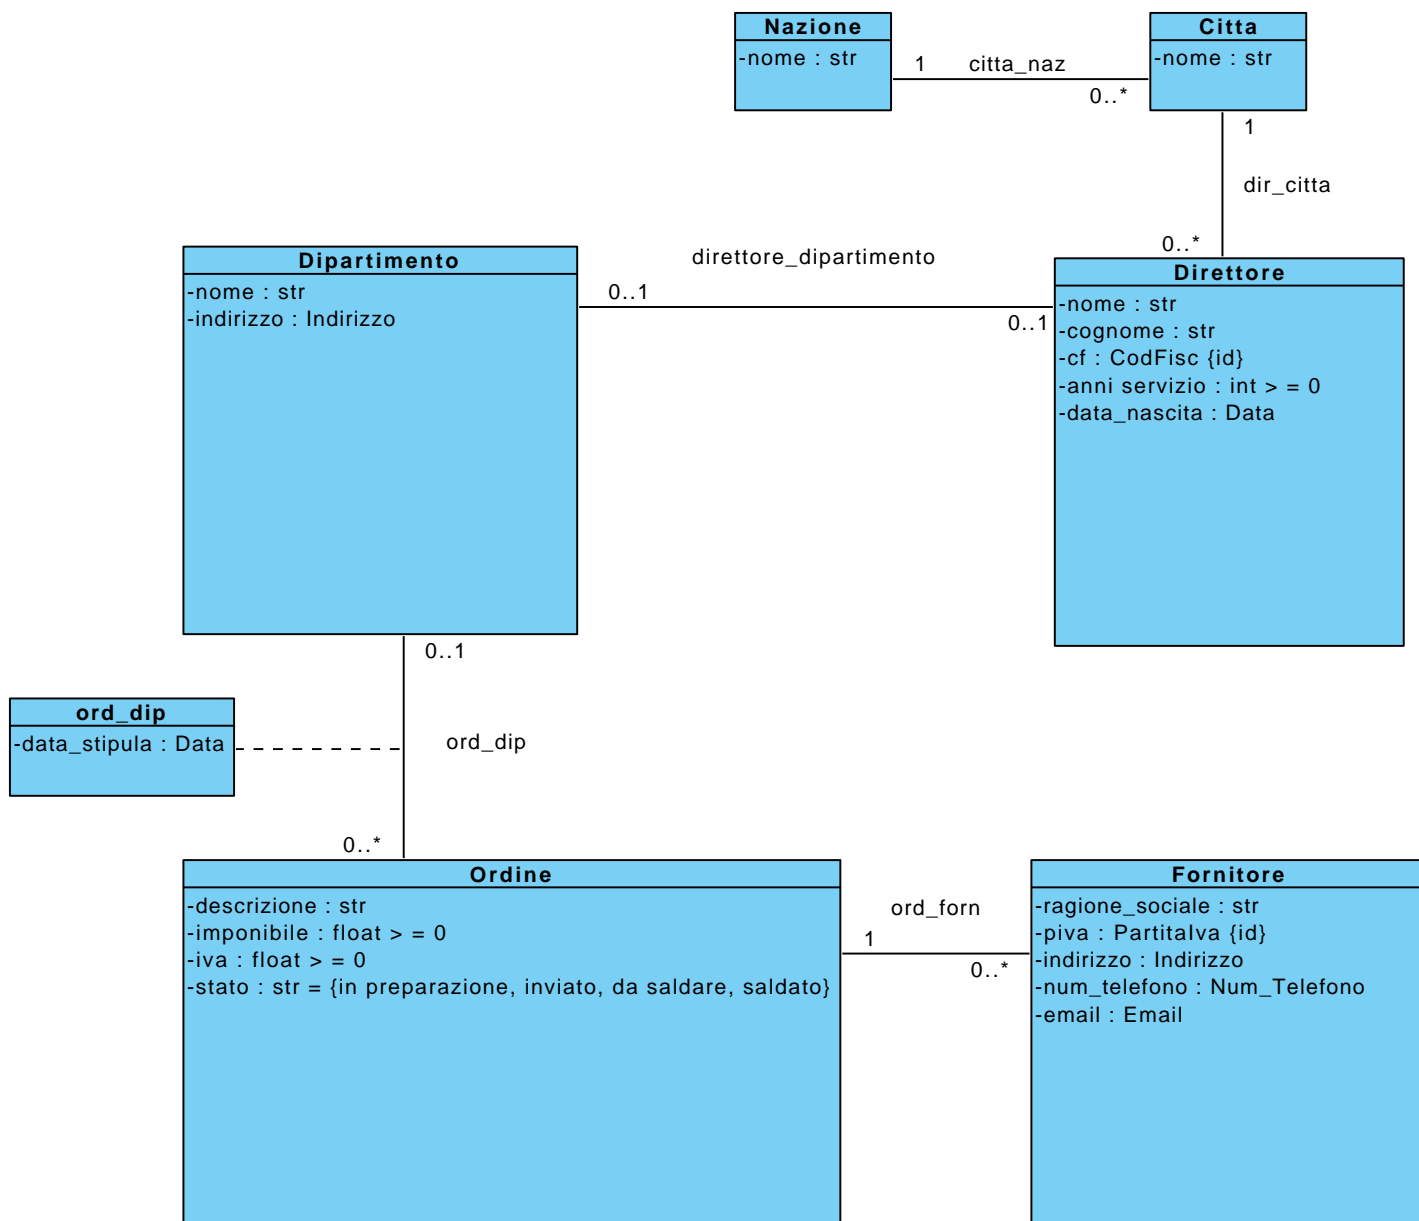 Nazione
-nome : str
Citta
-nome : str
1
citta_naz
0..*
1
dir_citta
0..*
Dipartimento
-nome : str
-indirizzo : Indirizzo
direttore_dipartimento
0..1
0..1
Direttore
-nome : str
-cognome : str
-cf : CodFisc {id}
-anni servizio : int > = 0
-data_nascita : Data
0..1
ord_dip
-data_stipula : Data
ord_dip
0..*
Ordine
-descrizione : str
-imponibile : float > = 0
-iva : float > = 0
-stato : str = {in preparazione, inviato, da saldare, saldato}
ord_forn
1
0..*
Fornitore
-ragione_sociale : str
-piva : PartitaIva {id}
-indirizzo : Indirizzo
-num_telefono : Num_Telefono
-email : Email